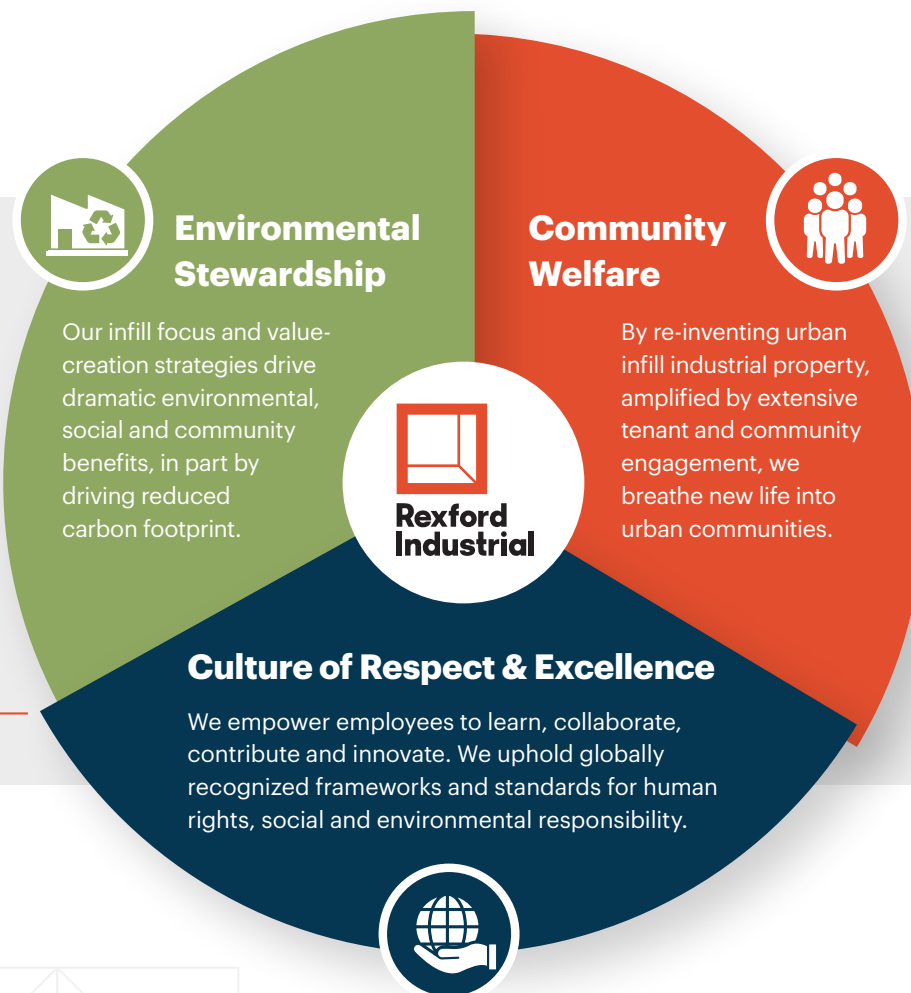 Environmental
Stewardship
Our infill focus and value-
creation strategies drive
dramatic environmental,
social and community
benefits, in part by
driving reduced
carbon footprint.
Community
Welfare
By re-inventing urban
infill industrial property,
amplified by extensive
tenant and community
engagement, we
breathe new life into
urban communities.
Rexford
Industrial
Culture of Respect & Excellence
We empower employees to learn, collaborate,
contribute and innovate. We uphold globally
recognized frameworks and standards for human
rights, social and environmental responsibility.